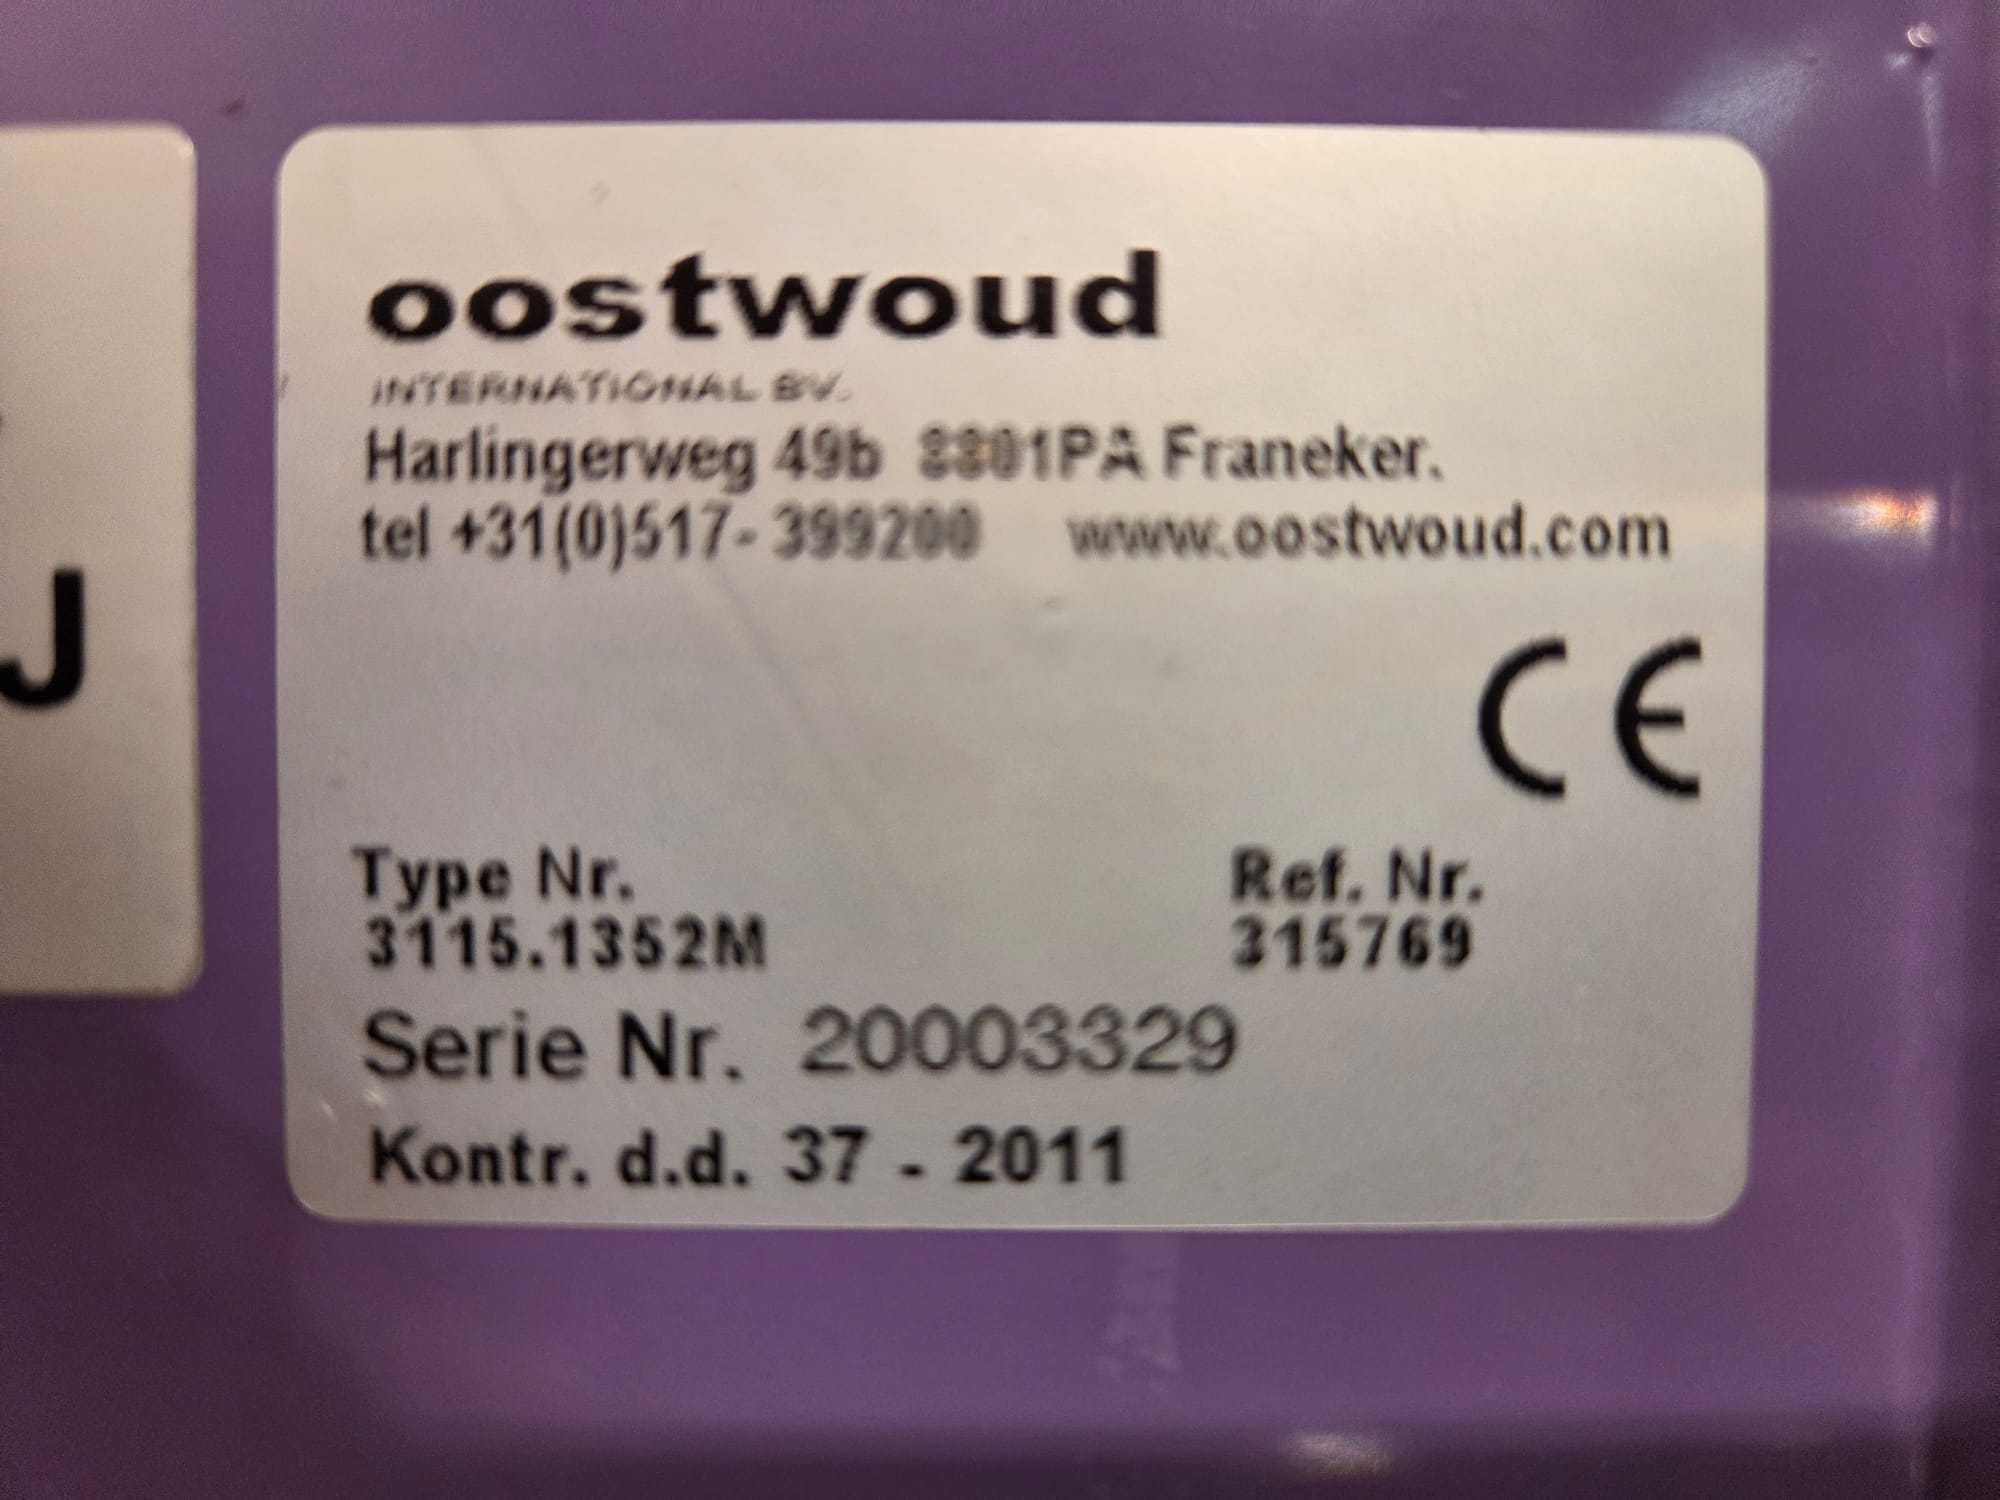 oostwoud
INTERNATIONAL BV.
Harlingerweg 49b 8801PA Franeker.
tel +31(0)517- 399200 www.oostwoud.com
CE
Type Nr. Ref. Nr.
3115.1352M 315769
Serie Nr. 20003329
Kontr. d.d. 37 - 2011
J